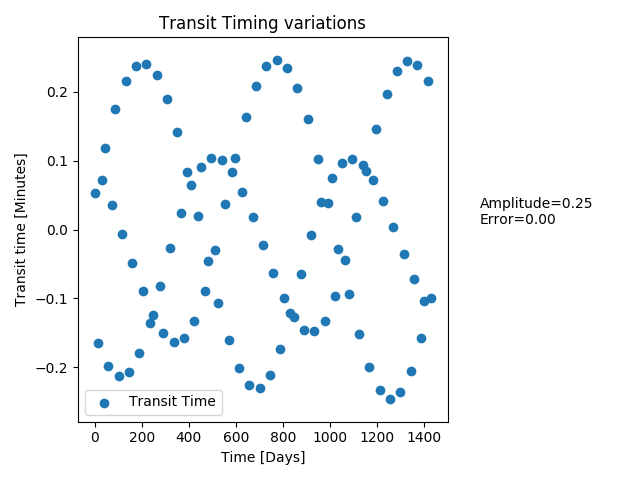 Transit Timing variations
Transit time [Minutes]
0.2
0.1
0.0
−0.1
−0.2
Amplitude=0.25
Error=0.00
Transit Time
0 200 400 600 800 1000 1200 1400
Time [Days]